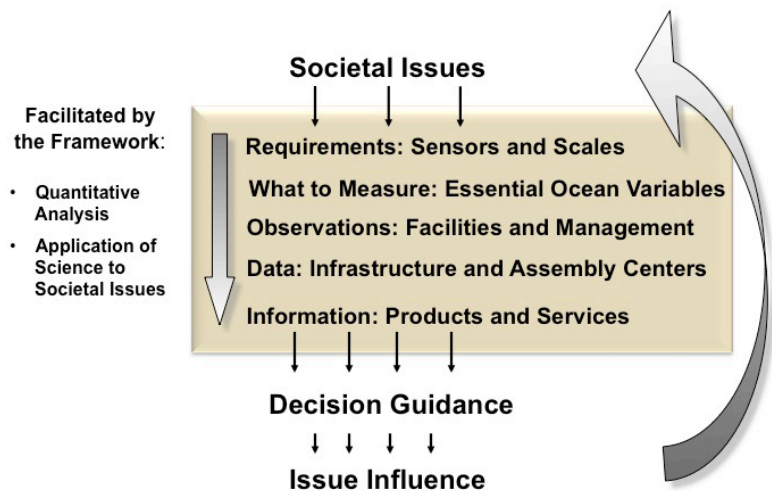 Societal Issues
Facilitated by
the Framework:
• Quantitative
Analysis
• Application of
Science to
Societal Issues
Requirements: Sensors and Scales
What to Measure: Essential Ocean Variables
Observations: Facilities and Management
Data: Infrastructure and Assembly Centers
Information: Products and Services
Decision Guidance
Issue Influence